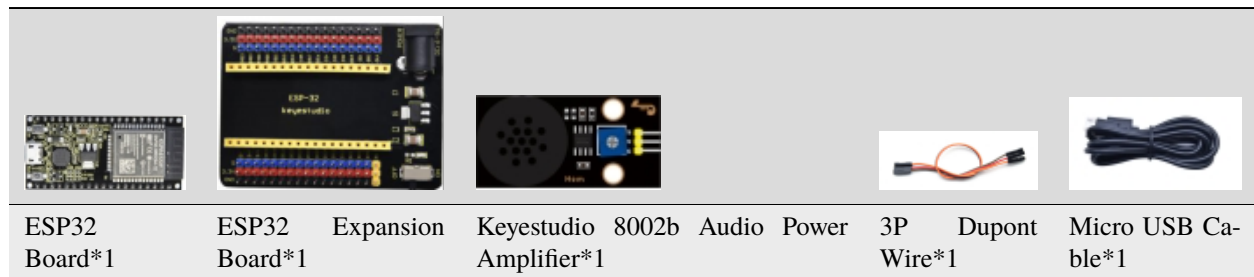 ESP-32
keyestudio
ESP32 ESP32 Expansion Keyestudio 8002b Audio Power 3P Dupont Micro USB Ca-
Board*1 Board*1 Amplifier*1 Wire*1 ble*1